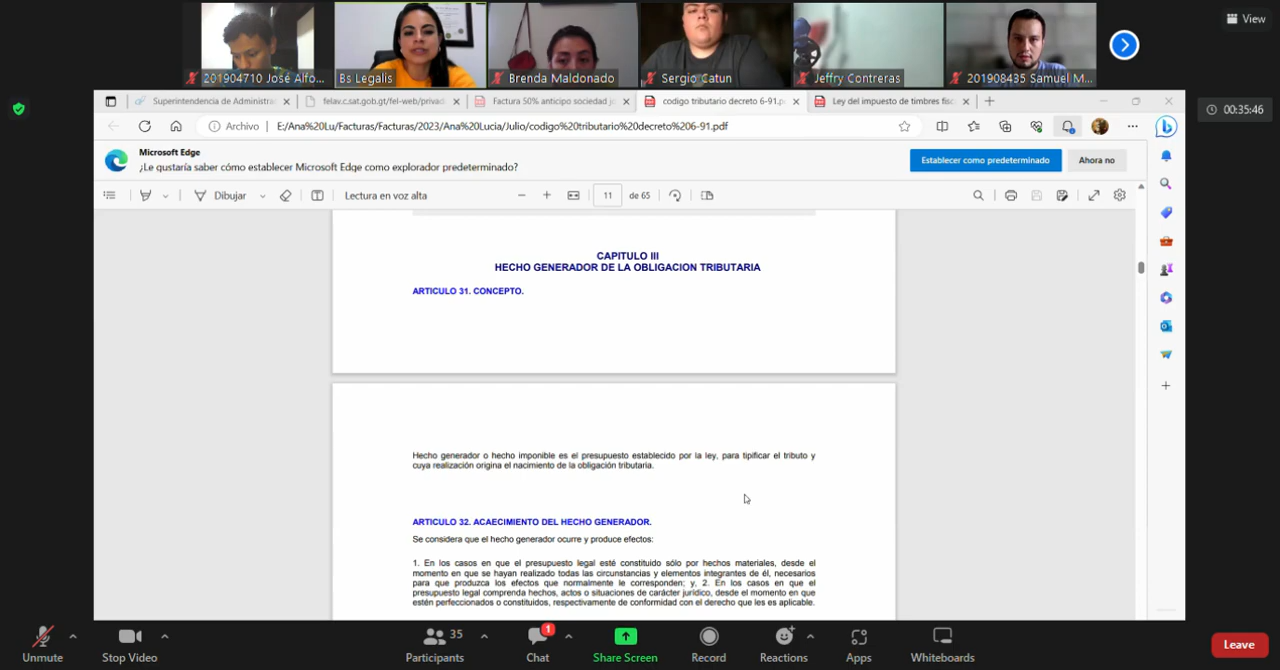 View
201904710 José Alfo...
Bs Legalis
Brenda Maldonado
Sergio Catun
Jeffry Contreras
201908435 Samuel M...
Superintendencia de Administra
felav.c.sat.gob.gt/fel-web/privad
Factura 50% anticipo sociedad jo
codigo tributario decreto 6-91.p
Ley del impuesto de timbres fisc
00:35:46
Archivo
E:/Ana%20Lu/Facturas/Facturas/2023/Ana%20Lucia/Julio/codigo%20tributario%20decreto%206-91.pdf
Microsoft Edge
¿Le gustaría saber cómo establecer Microsoft Edge como explorador predeterminado?
Establecer como predeterminado
Ahora no
Dibujar
Lectura en voz alta
11
de 65
CAPITULO III
HECHO GENERADOR DE LA OBLIGACION TRIBUTARIA
ARTICULO 31. CONCEPTO.
Hecho generador o hecho imponible es el presupuesto establecido por la ley, para tipificar el tributo y
cuya realización origina el nacimiento de la obligación tributaria.
ARTICULO 32. ACAECIMIENTO DEL HECHO GENERADOR.
Se considera que el hecho generador ocurre y produce efectos:
1. En los casos en que el presupuesto legal esté constituido sólo por hechos materiales, desde el
momento en que se hayan realizado todas las circunstancias y elementos integrantes de él, necesarios
para que produzca los efectos que normalmente le corresponden; y, 2. En los casos en que el
presupuesto legal comprenda hechos, actos o situaciones de carácter jurídico, desde el momento en que
estén perfeccionados o constituidos, respectivamente de conformidad con el derecho que les es aplicable.
Unmute
Stop Video
Participants
35
Chat
1
Share Screen
Record
Reactions
Apps
Whiteboards
Leave